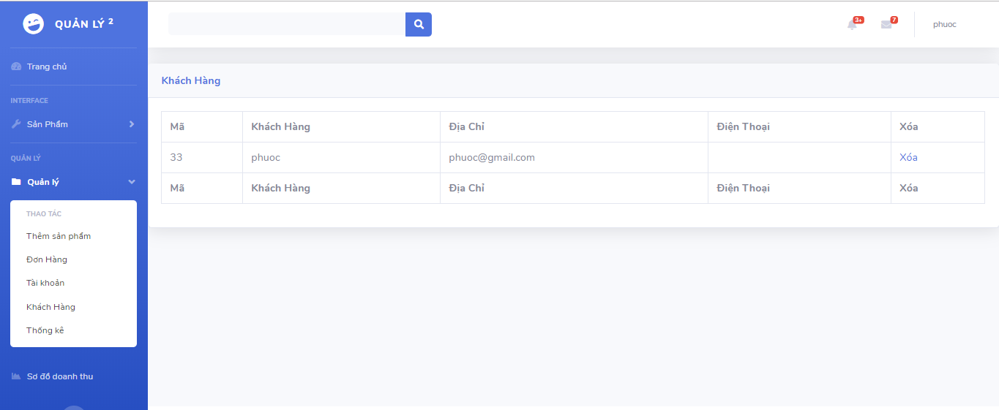 QUẢN LÝ 2
3+
7
phuoc
Trang chủ
INTERFACE
Sản Phẩm
QUẢN LÝ
Quản lý
THAO TÁC
Thêm sản phẩm
Đơn Hàng
Tài khoản
Khách Hàng
Thống kê
Sơ đồ doanh thu
Khách Hàng
Mã Khách Hàng Địa Chỉ Điện Thoại Xóa
33 phuoc phuoc@gmail.com Xóa
Mã Khách Hàng Địa Chỉ Điện Thoại Xóa